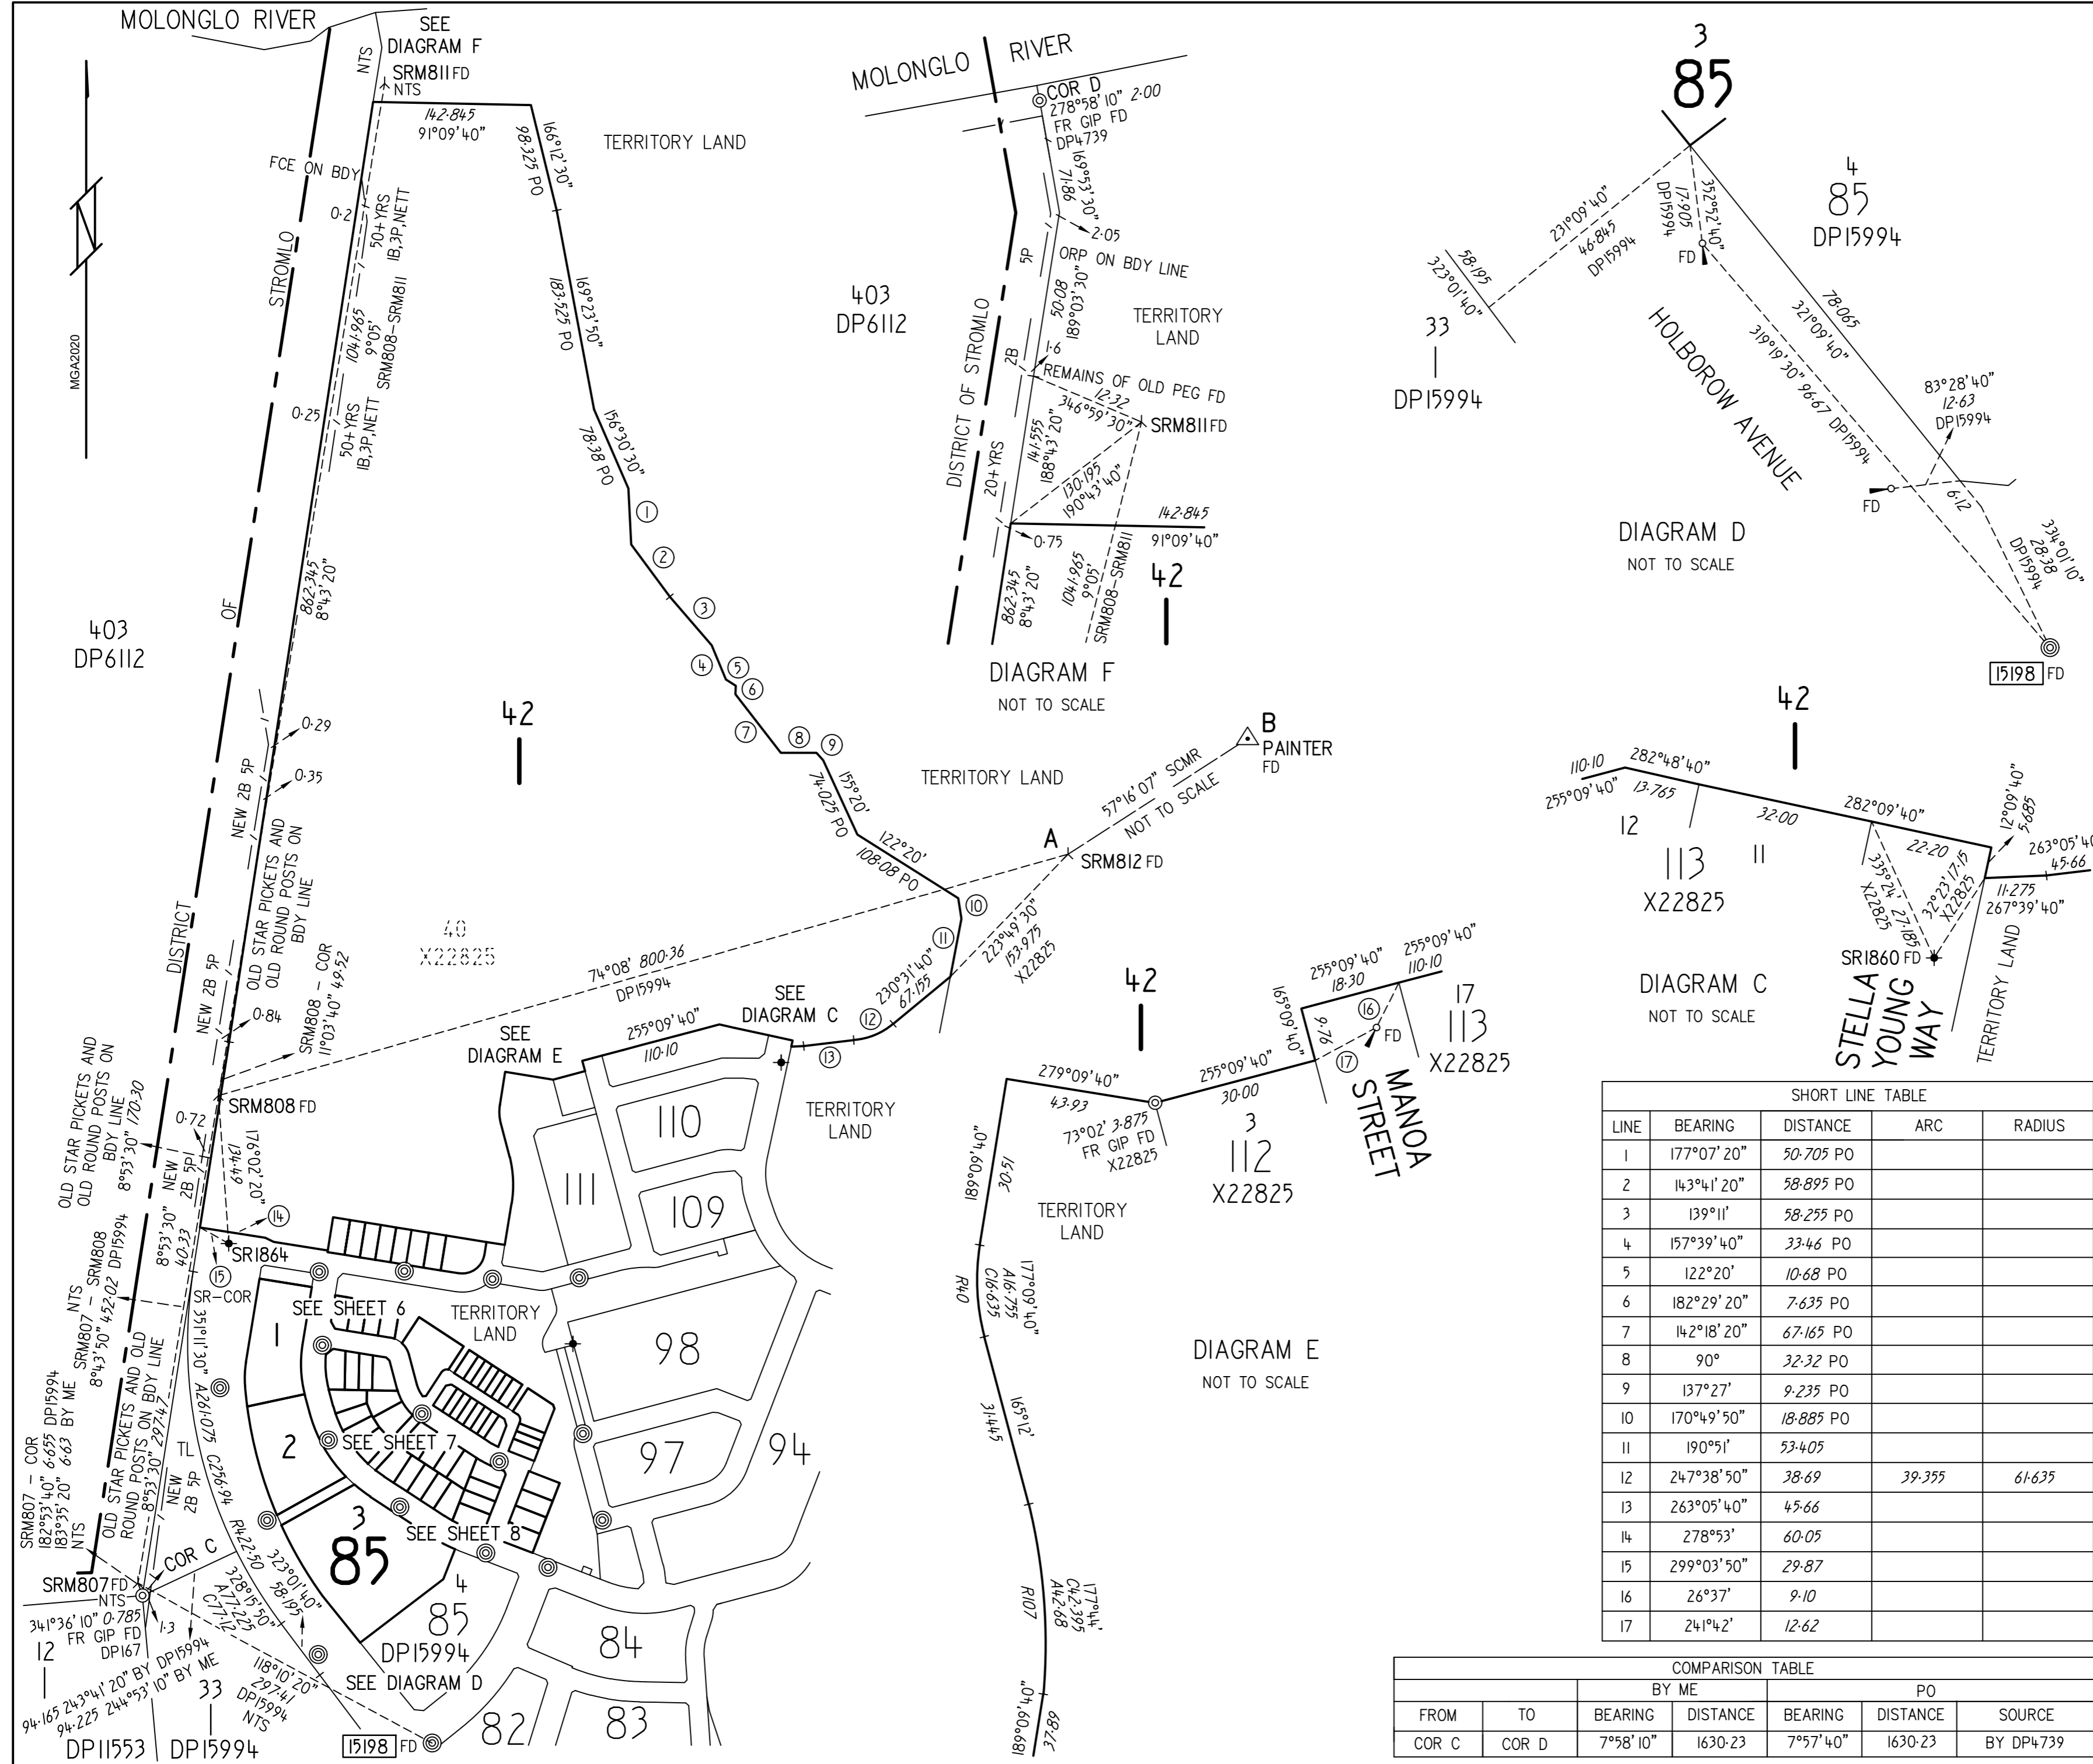 MOLONGLO RIVER
SEE
DIAGRAM F
NTS
SRM811 FD
NTS
142·845
91°09'40"
166°12'30"
98·325 PO
TERRITORY LAND
FCE ON BDY
0·2
50+YRS
1B,3P,NETT
1041·965
9°05'
SRM808-SRM811
0·25
50+YRS
1B,3P,NETT
169°23'50"
183·525 PO
156°30'30"
78·38 PO
MGA2020
DISTRICT OF STROMLO
862·345
8°43'20"
403
DP6112
42
1
2
3
4
5
6
7
8
9
155°20'
74·025 PO
122°20'
108·08 PO
10
11
230°31'40"
67·155
12
13
0·29
NEW 2B 5P
0·35
OLD STAR PICKETS AND
OLD ROUND POSTS ON
BDY LINE
NEW 2B 5P
0·84
SRM808 - COR
11°03'40" 49·52
40
X22825
74°08' 800·36
DP15994
TERRITORY LAND
A
SRM812 FD
57°16'07" SCMR
NOT TO SCALE
B
PAINTER
FD
223°49'30"
153·975
X22825
SEE
DIAGRAM C
SEE
DIAGRAM E
255°09'40"
110·10
OLD STAR PICKETS AND
OLD ROUND POSTS ON
BDY LINE
8°53'30" 170·30
0·72
SRM808 FD
176°02'20"
134·49
NEW 1
2B 5P1
8°53'30"
40·33
14
SR1864
15
SR-COR
SRM807 - SRM808
8°43'50" 452·02 DP15994
NTS
351°11'30" A261·075 C256·94 R422·50
OLD STAR PICKETS AND OLD
ROUND POSTS ON BDY LINE
8°53'30" 297·47
TL
NEW
2B 5P
SRM807 - COR
182°53'40" 6·655 DP15994
183°35'20" 6·63 BY ME
NTS
COR C
SRM807 FD
NTS
341°36'10" 0·785
FR GIP FD
DP167
1·3
328°15'50"
A77·225
C77·12
323°01'40"
58·195
94·165 243°41'20" BY DP15994
94·225 244°53'10" BY ME
12
DP11553
33
DP15994
118°10'20"
297·41
DP15994
NTS
15198 FD
SEE DIAGRAM D
110
111
109
TERRITORY
LAND
SEE SHEET 6
TERRITORY
LAND
1
2
SEE SHEET 7
SEE SHEET 8
3
85
4
85
DP15994
98
97
94
84
82
83
MOLONGLO RIVER
COR D
278°58'10" 2·00
FR GIP FD
DP4739
169°53'30"
71·86
2·05
5P
ORP ON BDY LINE
50·08
189°03'30"
403
DP6112
TERRITORY
LAND
2B
1·6
REMAINS OF OLD PEG FD
12·32
346°59'30"
SRM811 FD
DISTRICT OF STROMLO
20+YRS
141·555
188°43'20"
130·195
190°43'40"
142·845
91°09'40"
0·75
862·345
8°43'20"
1041·965
9°05'
SRM808-SRM811
42
DIAGRAM F
NOT TO SCALE
3
85
4
85
DP15994
231°09'40"
46·845
DP15994
352°52'40"
17·905
DP15994
FD
58·195
323°01'40"
33
DP15994
78·065
321°09'40"
319°19'30" 96·67 DP15994
HOLBOROW AVENUE
83°28'40"
12·63
DP15994
FD
6·12
334°01'10"
28·38
DP15994
15198 FD
DIAGRAM D
NOT TO SCALE
42
110·10
255°09'40"
282°48'40"
13·765
32·00
282°09'40"
22·20
12°09'40"
5·685
263°05'40
45·66
11·275
267°39'40"
12
113
X22825
11
335°24' 27·185
X22825
32°23' 17·15
X22825
SR1860 FD
STELLA
YOUNG
WAY
TERRITORY LAND
DIAGRAM C
NOT TO SCALE
42
279°09'40"
43·93
73°02' 3·875
FR GIP FD
X22825
255°09'40"
30·00
3
112
X22825
165°09'40"
9·76
255°09'40"
18·30
255°09'40"
110·10
16
FD
17
17
113
X22825
MANOA
STREET
189°09'40"
30·51
TERRITORY
LAND
177°09'40"
A16·755
C16·635
R40
165°12'
31·445
177°44'
C42·395
A42·68
R107
189°09'40"
37·89
DIAGRAM E
NOT TO SCALE
SHORT LINE TABLE
LINE BEARING DISTANCE ARC RADIUS
1 177°07'20" 50·705 PO
2 143°41'20" 58·895 PO
3 139°11' 58·255 PO
4 157°39'40" 33·46 PO
5 122°20' 10·68 PO
6 182°29'20" 7·635 PO
7 142°18'20" 67·165 PO
8 90° 32·32 PO
9 137°27' 9·235 PO
10 170°49'50" 18·885 PO
11 190°51' 53·405
12 247°38'50" 38·69 39·355 61·635
13 263°05'40" 45·66
14 278°53' 60·05
15 299°03'50" 29·87
16 26°37' 9·10
17 241°42' 12·62
COMPARISON TABLE
BY ME PO
FROM TO BEARING DISTANCE BEARING DISTANCE SOURCE
COR C COR D 7°58'10" 1630·23 7°57'40" 1630·23 BY DP4739